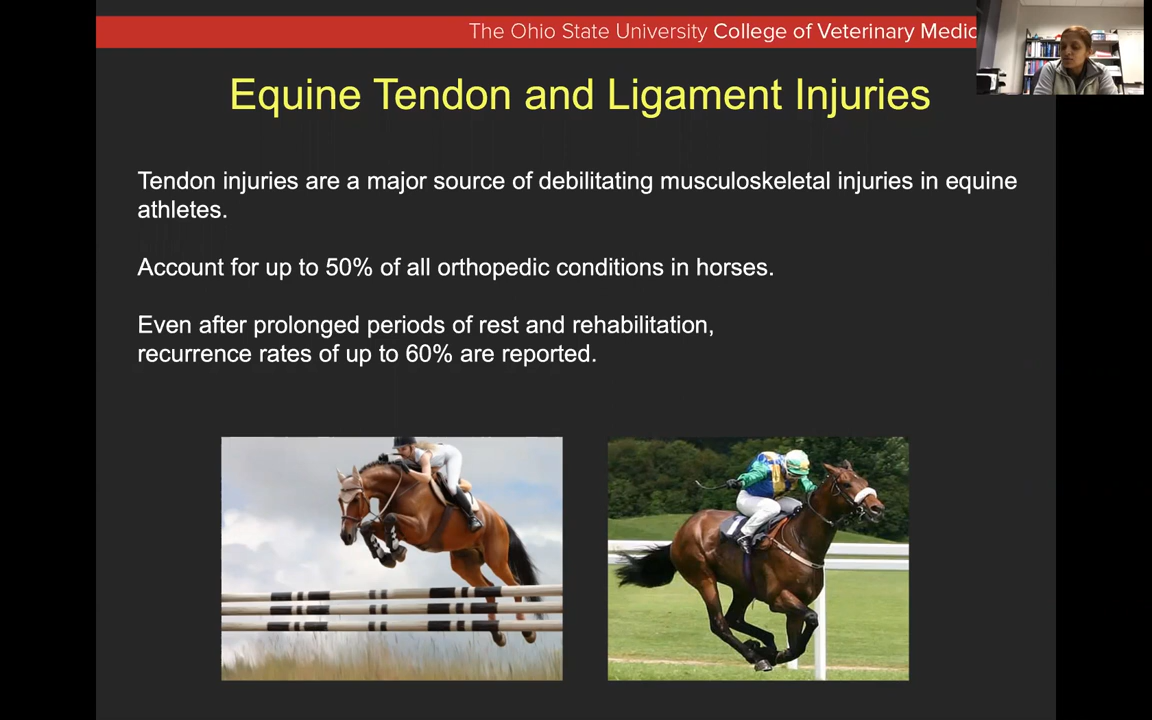 The Ohio State University College of Veterinary Medic
Equine Tendon and Ligament Injuries
Tendon injuries are a major source of debilitating musculoskeletal injuries in equine
athletes.
Account for up to 50% of all orthopedic conditions in horses.
Even after prolonged periods of rest and rehabilitation,
recurrence rates of up to 60% are reported.
1